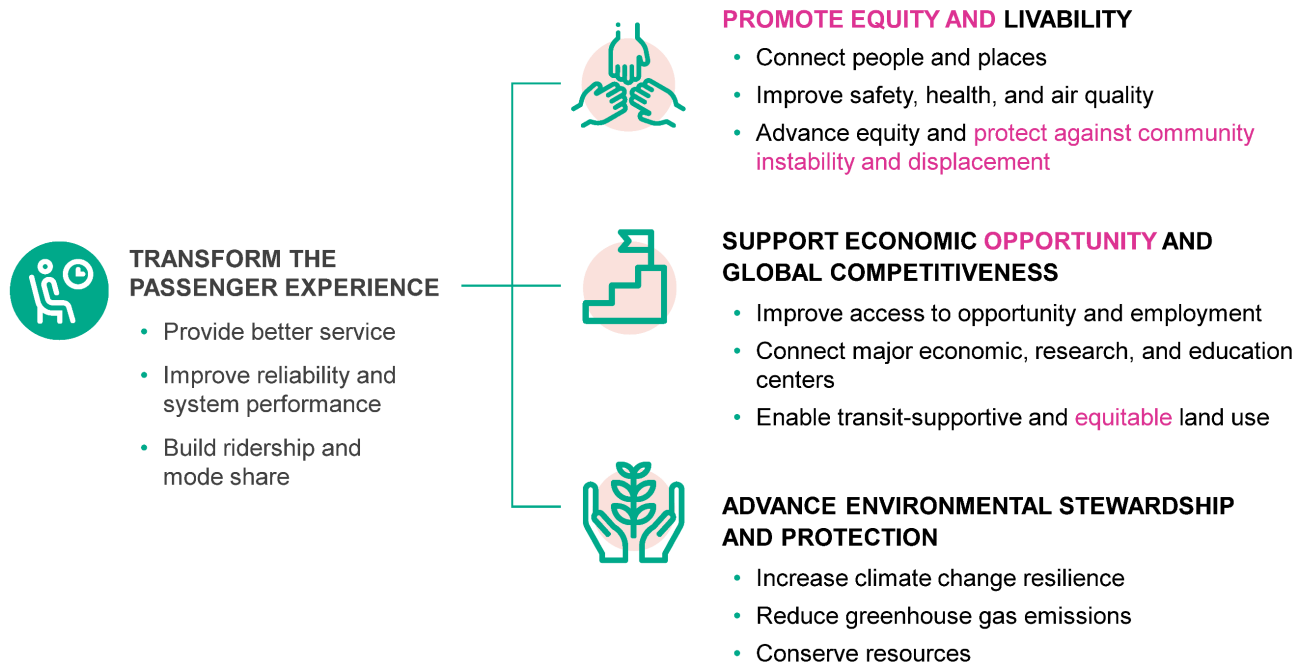 TRANSFORM THE
PASSENGER EXPERIENCE
• Provide better service
• Improve reliability and
system performance
• Build ridership and
mode share
PROMOTE EQUITY AND LIVABILITY
• Connect people and places
• Improve safety, health, and air quality
• Advance equity and protect against community
instability and displacement
SUPPORT ECONOMIC OPPORTUNITY AND
GLOBAL COMPETITIVENESS
• Improve access to opportunity and employment
• Connect major economic, research, and education
centers
• Enable transit-supportive and equitable land use
ADVANCE ENVIRONMENTAL STEWARDSHIP
AND PROTECTION
• Increase climate change resilience
• Reduce greenhouse gas emissions
• Conserve resources